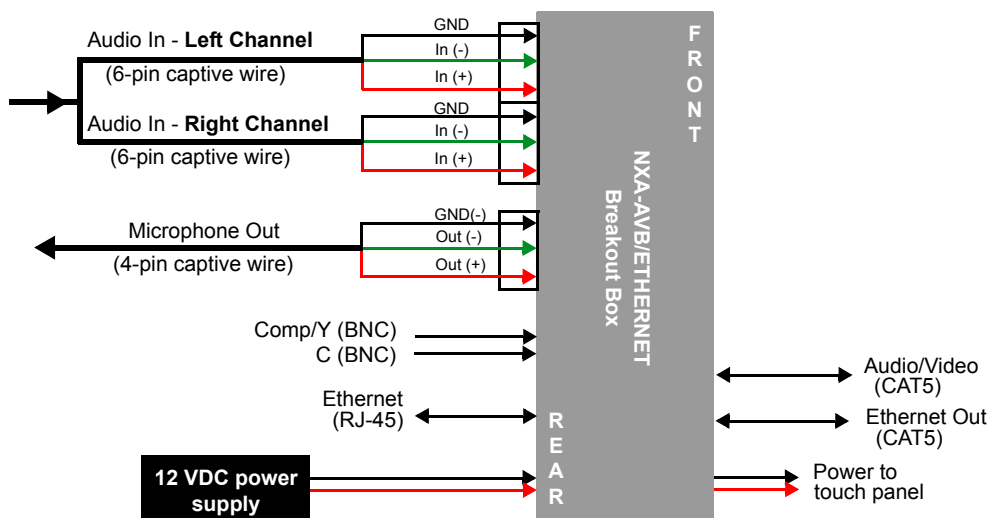 Audio In - Left Channel
(6-pin captive wire)
GND
In (-)
In (+)
Audio In - Right Channel
(6-pin captive wire)
GND
In (-)
In (+)
Microphone Out
(4-pin captive wire)
GND(-)
Out (-)
Out (+)
Comp/Y (BNC)
C (BNC)
Ethernet
(RJ-45)
12 VDC power
supply
FRONT
NXA-AVB/ETHERNET
Breakout Box
REAR
Audio/Video
(CAT5)
Ethernet Out
(CAT5)
Power to
touch panel